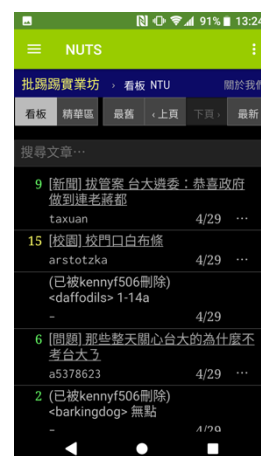 91% 13:24
NUTS
批踢踢實業坊 › 看板 NTU 關於我們
看板 精華區 最舊 ‹ 上頁 下頁 › 最新
搜尋文章⋯
9 [新聞] 拔管案 台大遴委：恭喜政府
做到連老蔣都
taxuan 4/29 ⋯
15 [校園] 校門口白布條
arstotzka 4/29 ⋯
(已被kennyf506刪除)
<daffodils> 1-14a
- 4/29
6 [問題] 那些整天關心台大的為什麼不
考台大ㄋ
a5378623 4/29 ⋯
2 (已被kennyf506刪除)
<barkingdog> 無點
- 4/29